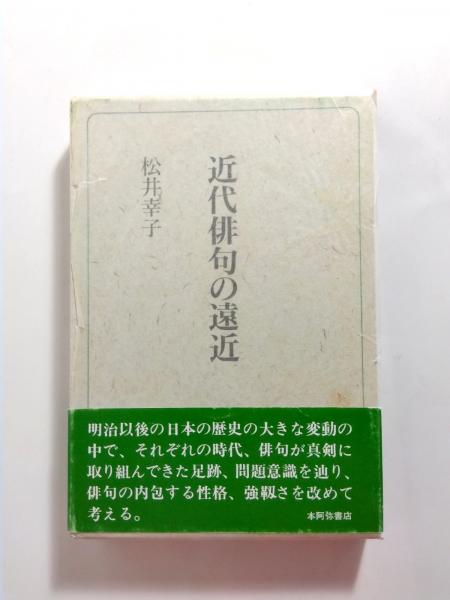 近代俳句の遠近
松井幸子
明治以後の日本の歴史の大きな変動の
中で、それぞれの時代、俳句が真剣に
取り組んできた足跡、問題意識を辿り、
俳句の内包する性格、強靱さを改めて
考える。
本阿弥書店